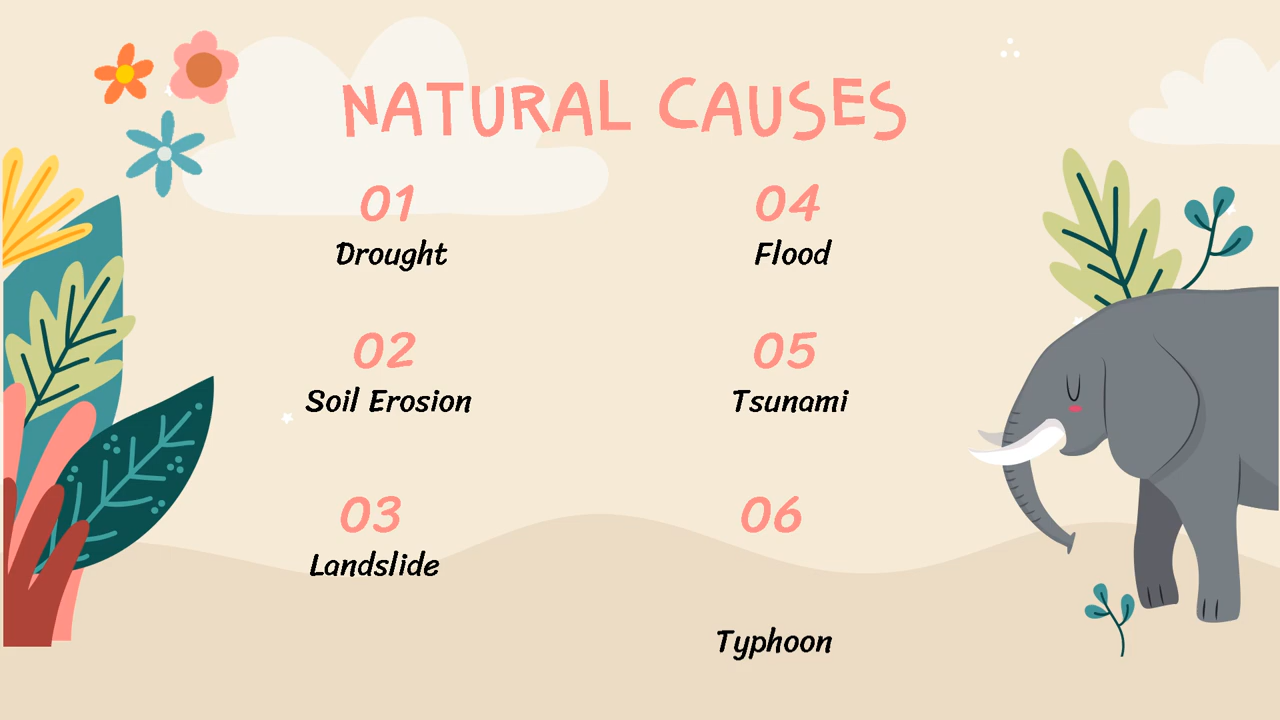 NATURAL CAUSES
01
Drought
02
Soil Erosion
03
Landslide
04
Flood
05
Tsunami
06
Typhoon